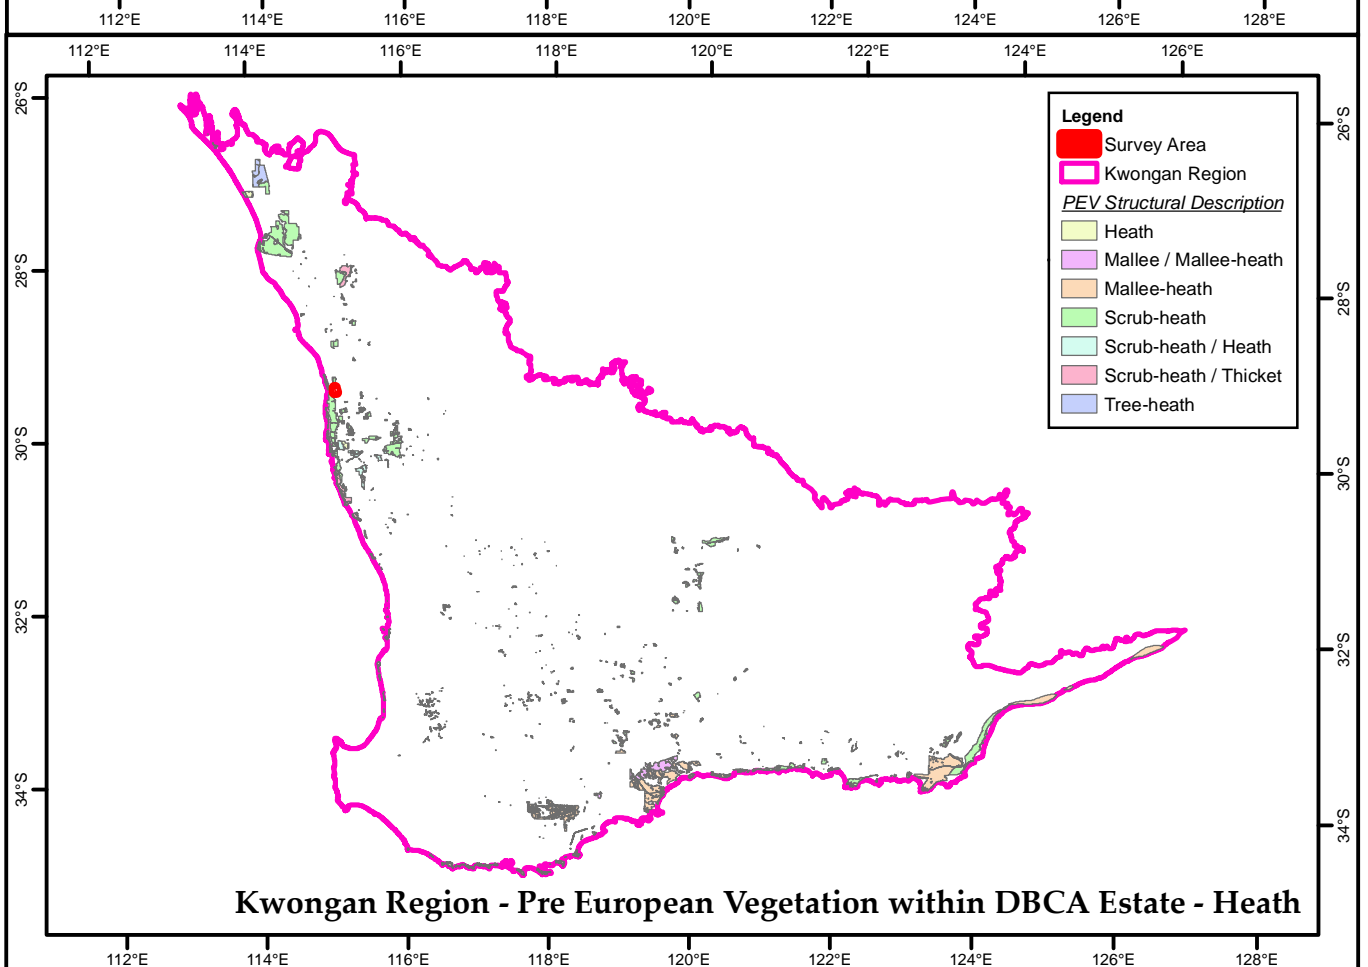 114°E 116°E 118°E 120°E 122°E 124°E 126°E 128°E
112°E 114°E 116°E 118°E 120°E 122°E 124°E 126°E
26°S
28°S
30°S
32°S
34°S
Legend
Survey Area
Kwongan Region
PEV Structural Description
Heath
Mallee / Mallee-heath
Mallee-heath
Scrub-heath
Scrub-heath / Heath
Scrub-heath / Thicket
Tree-heath
26°S
28°S
30°S
32°S
34°S
Kwongan Region - Pre European Vegetation within DBCA Estate - Heath
112°E 114°E 116°E 118°E 120°E 122°E 124°E 126°E 128°E